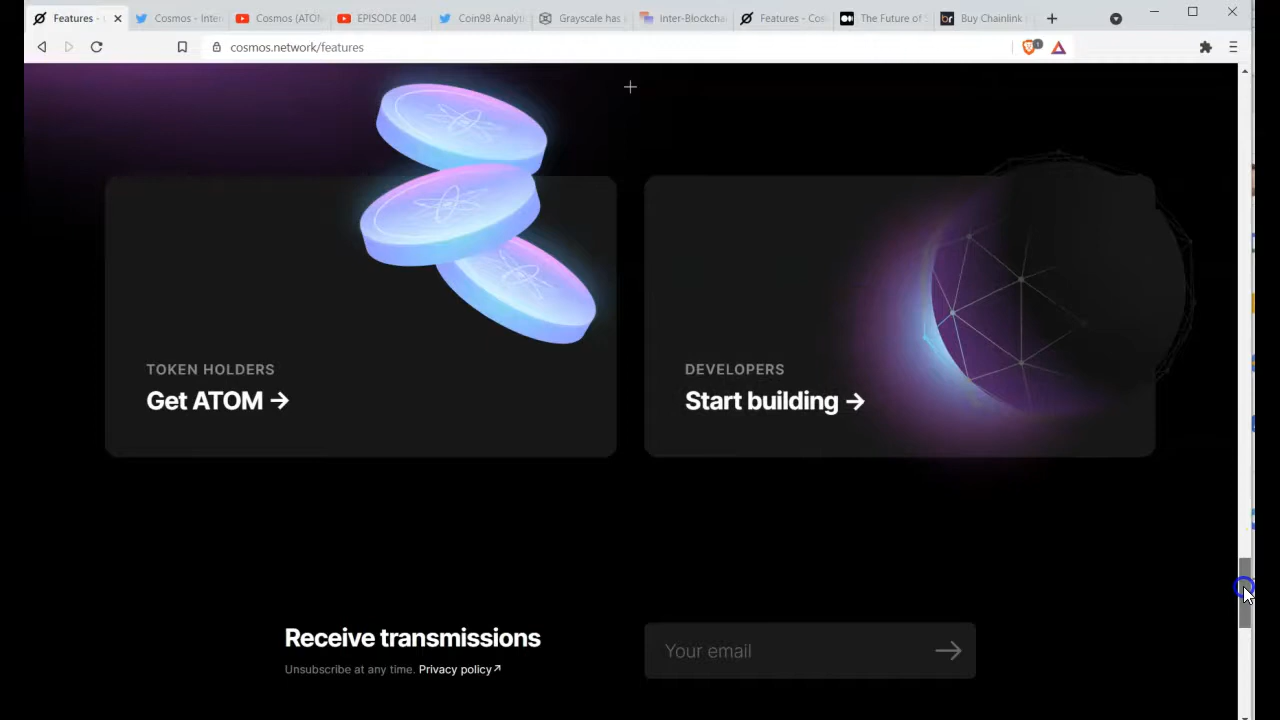 Features -
Cosmos - Inter
Cosmos (ATOM
EPISODE 004
Coin98 Analyti
Grayscale has
Inter-Blockcha
Features - Cos
The Future of
Buy Chainlink
cosmos.network/features
1
TOKEN HOLDERS
Get ATOM →
DEVELOPERS
Start building →
Receive transmissions
Unsubscribe at any time. Privacy policy↗
Your email